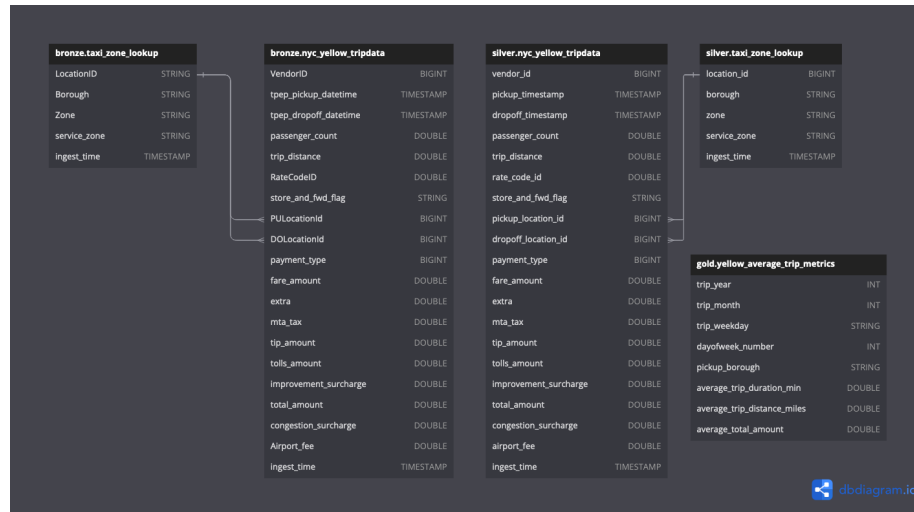 bronze.taxi_zone_lookup
LocationID STRING
Borough STRING
Zone STRING
service_zone STRING
ingest_time TIMESTAMP
bronze.nyc_yellow_tripdata
VendorID BIGINT
tpep_pickup_datetime TIMESTAMP
tpep_dropoff_datetime TIMESTAMP
passenger_count DOUBLE
trip_distance DOUBLE
RateCodeID DOUBLE
store_and_fwd_flag STRING
PULocationId BIGINT
DOLocationId BIGINT
payment_type BIGINT
fare_amount DOUBLE
extra DOUBLE
mta_tax DOUBLE
tip_amount DOUBLE
tolls_amount DOUBLE
improvement_surcharge DOUBLE
total_amount DOUBLE
congestion_surcharge DOUBLE
Airport_fee DOUBLE
ingest_time TIMESTAMP
silver.nyc_yellow_tripdata
vendor_id BIGINT
pickup_timestamp TIMESTAMP
dropoff_timestamp TIMESTAMP
passenger_count DOUBLE
trip_distance DOUBLE
rate_code_id DOUBLE
store_and_fwd_flag STRING
pickup_location_id BIGINT
dropoff_location_id BIGINT
payment_type BIGINT
fare_amount DOUBLE
extra DOUBLE
mta_tax DOUBLE
tip_amount DOUBLE
tolls_amount DOUBLE
improvement_surcharge DOUBLE
total_amount DOUBLE
congestion_surcharge DOUBLE
airport_fee DOUBLE
ingest_time TIMESTAMP
silver.taxi_zone_lookup
location_id BIGINT
borough STRING
zone STRING
service_zone STRING
ingest_time TIMESTAMP
gold.yellow_average_trip_metrics
trip_year INT
trip_month INT
trip_weekday STRING
dayofweek_number INT
pickup_borough STRING
average_trip_duration_min DOUBLE
average_trip_distance_miles DOUBLE
average_total_amount DOUBLE
dbdiagram.io